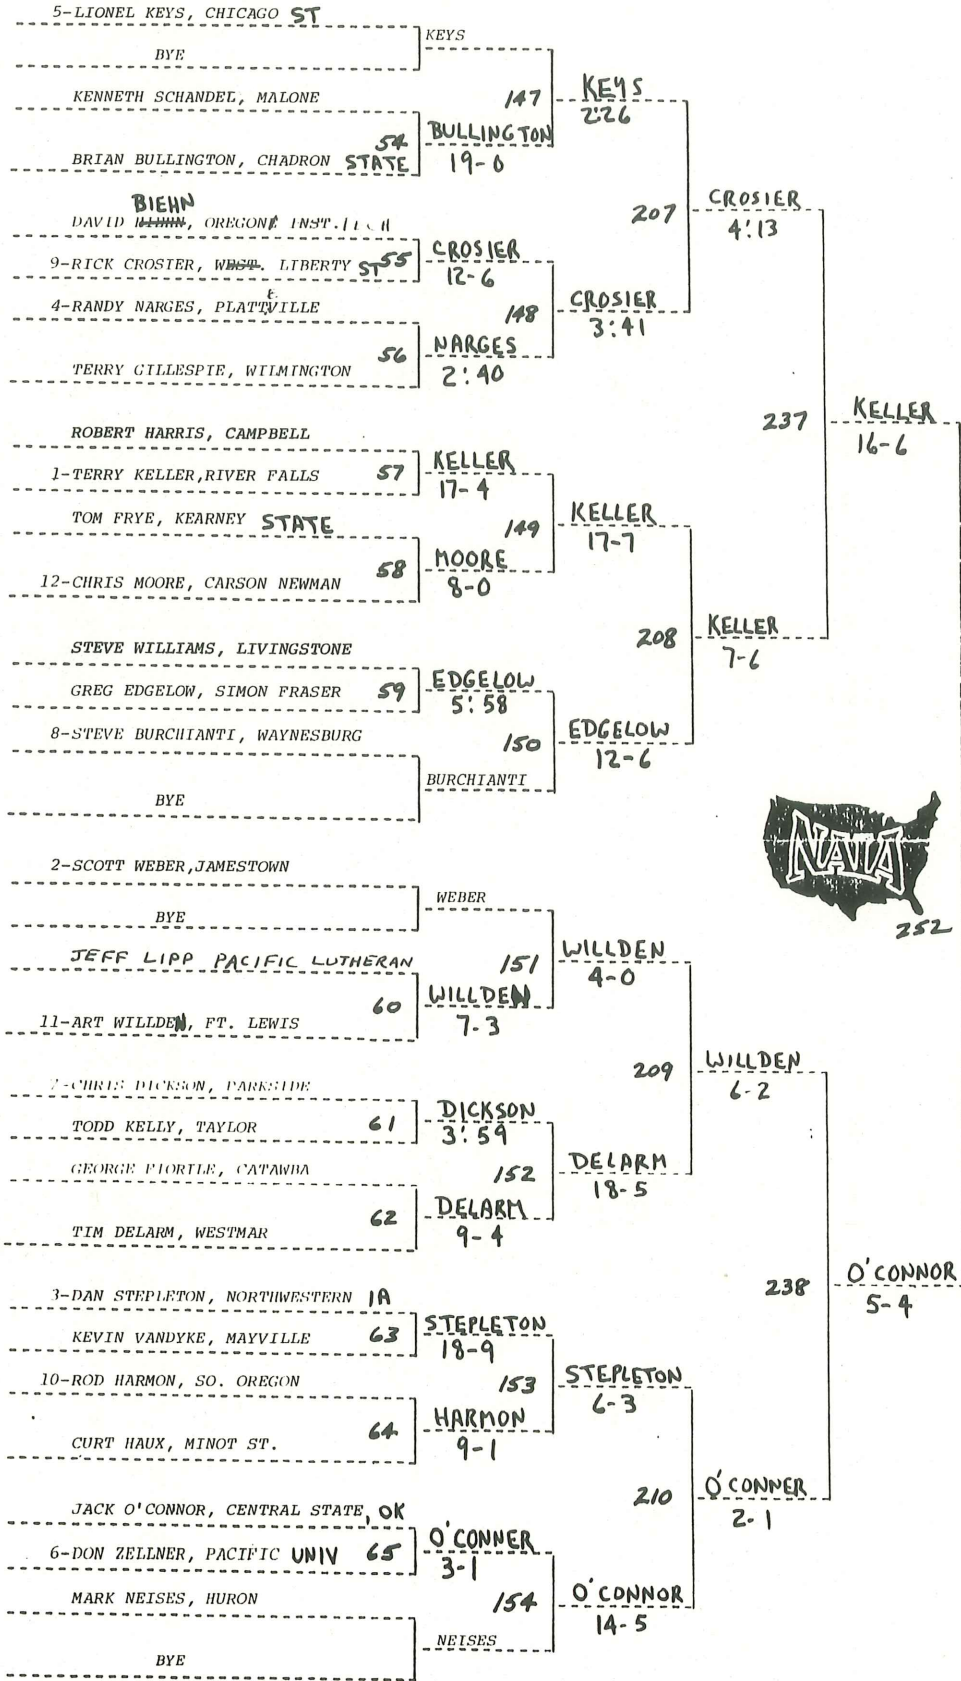 5-LIONEL KEYS, CHICAGO ST
KEYS
BYE
147
KEYS
2:26
KENNETH SCHANDEL, MALONE
54
BULLINGTON
19-0
BRIAN BULLINGTON, CHADRON STATE
207
CROSIER
4:13
BIEHN
DAVID, OREGON INST.
55
CROSIER
12-6
9-RICK CROSIER, WEST. LIBERTY ST
148
CROSIER
3:41
4-RANDY NARGES, PLATTVILLE
t
56
NARGES
2:40
TERRY GILLESPIE, WILMINGTON
237
KELLER
16-6
ROBERT HARRIS, CAMPBELL
57
KELLER
17-4
1-TERRY KELLER,RIVER FALLS
149
KELLER
17-7
TOM FRYE, KEARNEY STATE
58
MOORE
8-0
12-CHRIS MOORE, CARSON NEWMAN
208
KELLER
7-6
STEVE WILLIAMS, LIVINGSTONE
59
EDGELOW
5:58
GREG EDGELOW, SIMON FRASER
150
EDGELOW
12-6
8-STEVE BURCHIANTI, WAYNESBURG
BURCHIANTI
BYE
NAIA
252
2-SCOTT WEBER,JAMESTOWN
WEBER
BYE
151
WILLDEN
4-0
JEFF LIPP PACIFIC LUTHERAN
60
WILLDEN
7-3
11-ART WILLDEN, FT. LEWIS
209
WILLDEN
6-2
-CHRIS DICKSON, PARKSIDE
61
DICKSON
3:59
TODD KELLY, TAYLOR
152
DELARM
18-5
GEORGE, CATAWBA
62
DELARM
9-4
TIM DELARM, WESTMAR
238
O'CONNOR
5-4
3-DAN STEPLETON, NORTHWESTERN IA
63
STEPLETON
18-9
KEVIN VANDYKE, MAYVILLE
153
STEPLETON
6-3
10-ROD HARMON, SO. OREGON
64
HARMON
9-1
CURT HAUX, MINOT ST.
210
O'CONNER
2-1
JACK O'CONNOR, CENTRAL STATE, OK
65
O'CONNER
3-1
6-DON ZELLNER, PACIFIC UNIV
154
O'CONNOR
14-5
MARK NEISES, HURON
NEISES
BYE